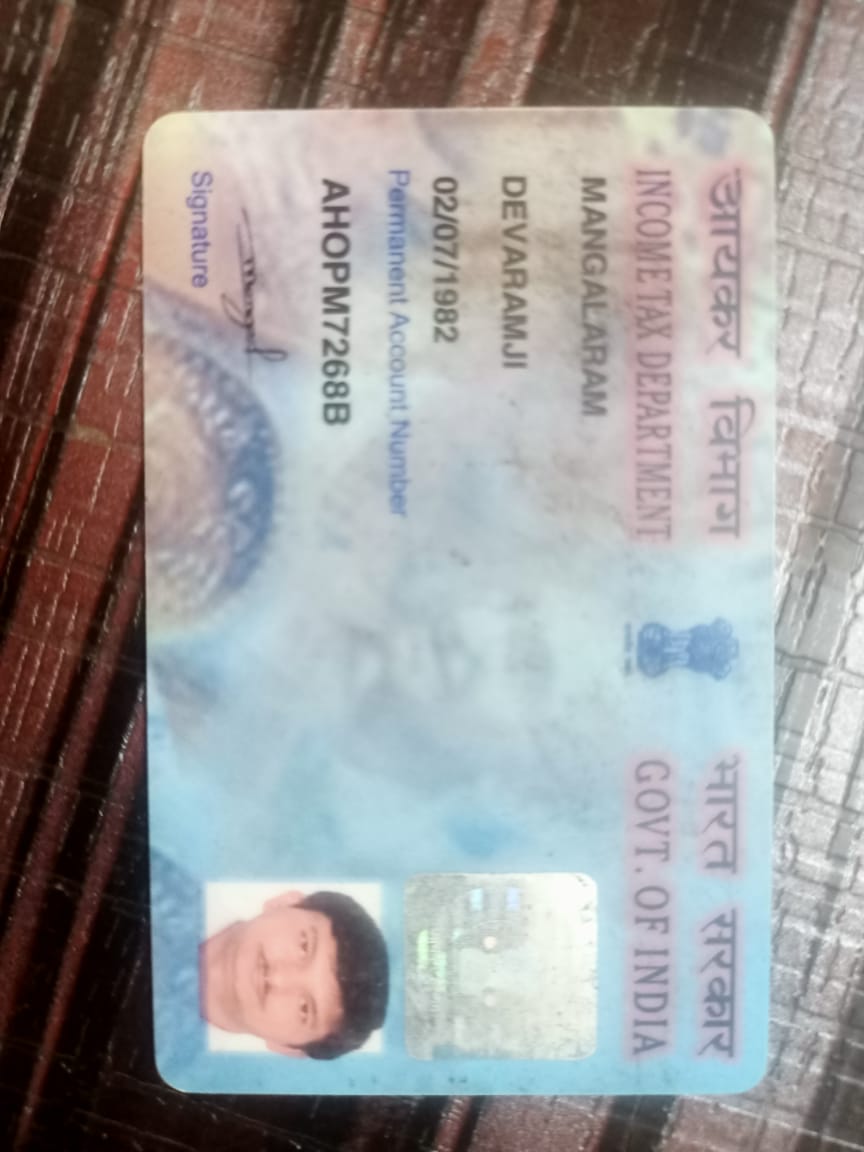 आयकर विभाग
INCOME TAX DEPARTMENT
भारत सरकार
GOVT. OF INDIA
MANGALARAM
DEVARAMJI
02/07/1982
Permanent Account Number
AHOPM7268B
Signature